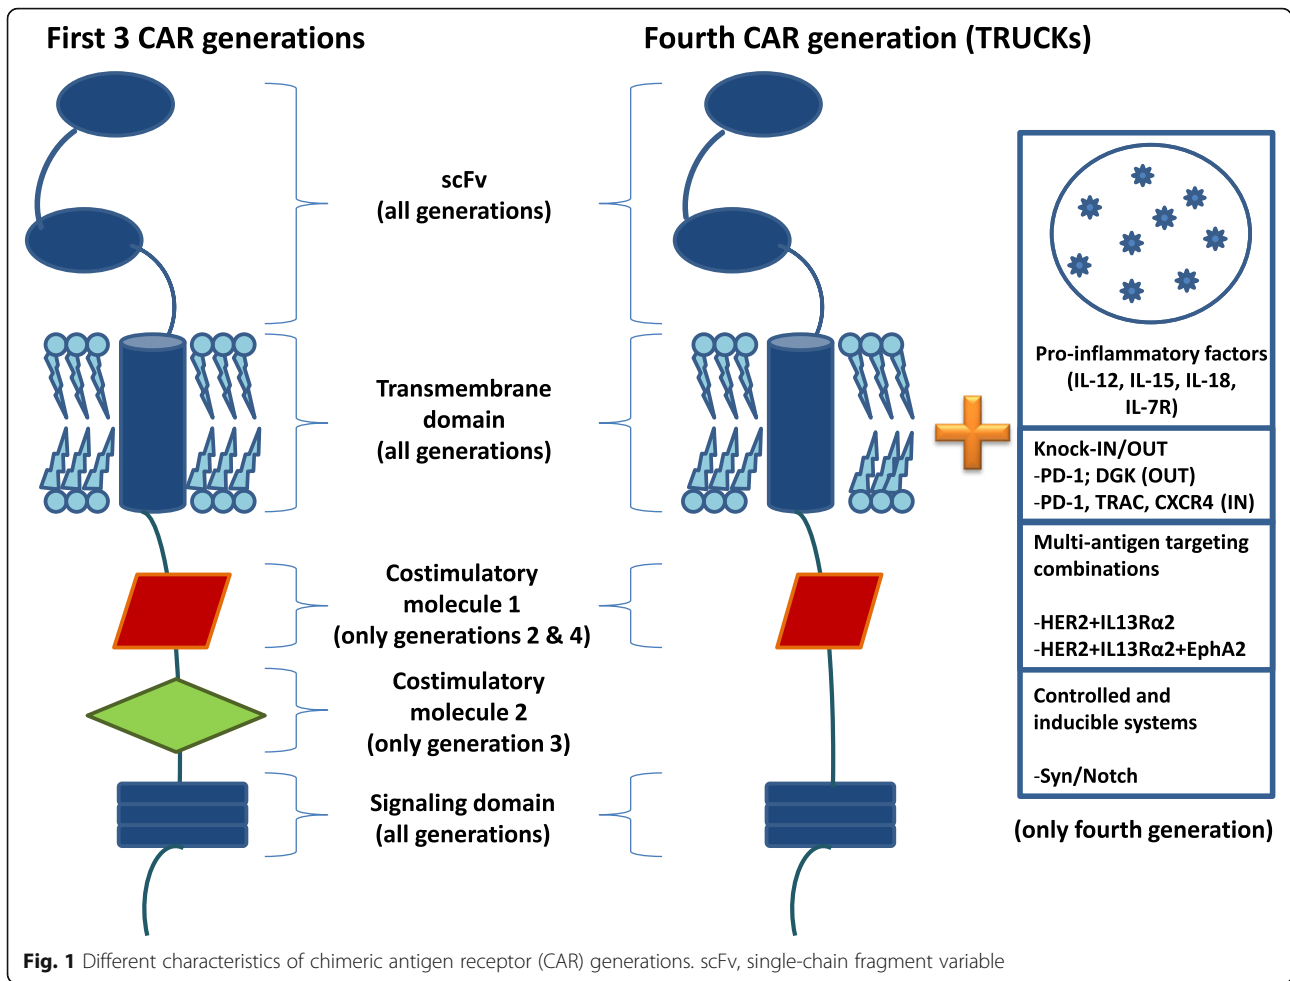 First 3 CAR generations
Fourth CAR generation (TRUCKs)
scFv
(all generations)
Transmembrane
domain
(all generations)
Costimulatory
molecule 1
(only generations 2 & 4)
Costimulatory
molecule 2
(only generation 3)
Signaling domain
(all generations)
Pro-inflammatory factors
(IL-12, IL-15, IL-18,
IL-7R)
Knock-IN/OUT
-PD-1; DGK (OUT)
-PD-1, TRAC, CXCR4 (IN)
Multi-antigen targeting
combinations
-HER2+IL13Rα2
-HER2+IL13Rα2+EphA2
Controlled and
inducible systems
-Syn/Notch
(only fourth generation)
Fig. 1 Different characteristics of chimeric antigen receptor (CAR) generations. scFv, single-chain fragment variable